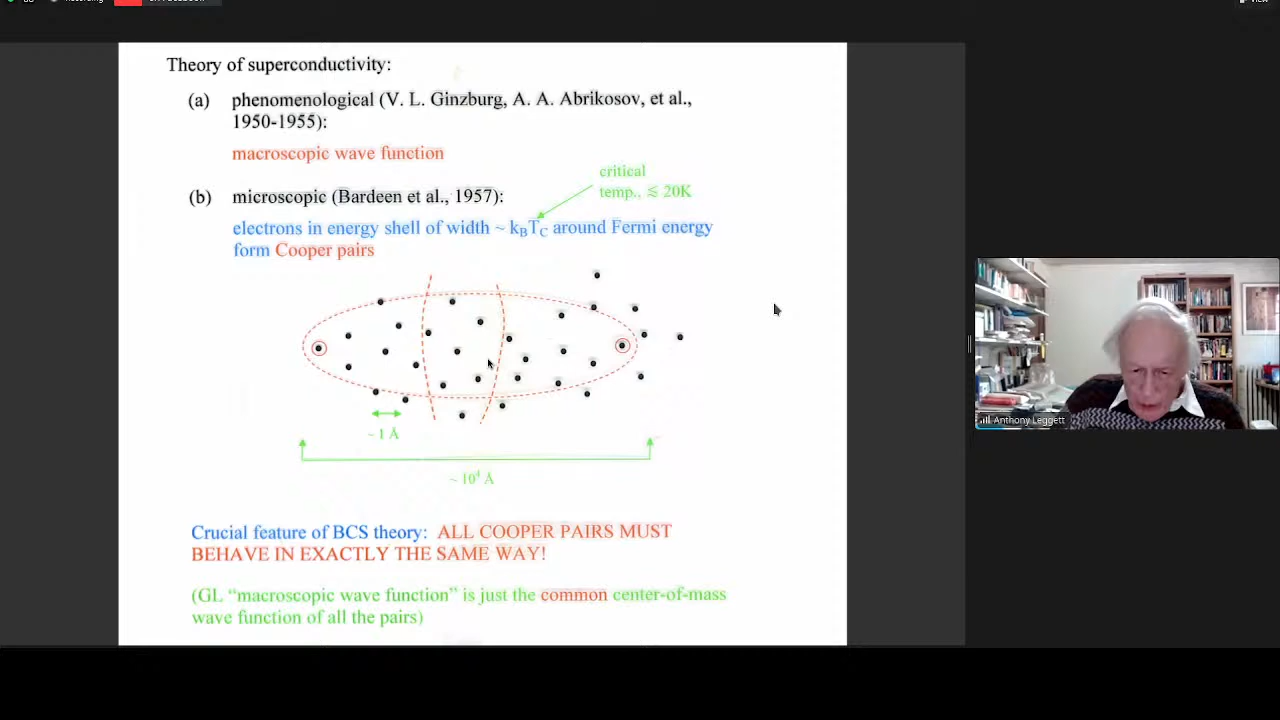 Recording
View
Theory of superconductivity:
(a) phenomenological (V. L. Ginzburg, A. A. Abrikosov, et al.,
1950-1955):
macroscopic wave function
critical
temp., ≲ 20K
(b) microscopic (Bardeen et al., 1957):
electrons in energy shell of width ~ kBTC around Fermi energy
form Cooper pairs
~ 1 Å
~ 10⁴ Å
Crucial feature of BCS theory: ALL COOPER PAIRS MUST
BEHAVE IN EXACTLY THE SAME WAY!
(GL “macroscopic wave function” is just the common center-of-mass
wave function of all the pairs)
Anthony Leggett